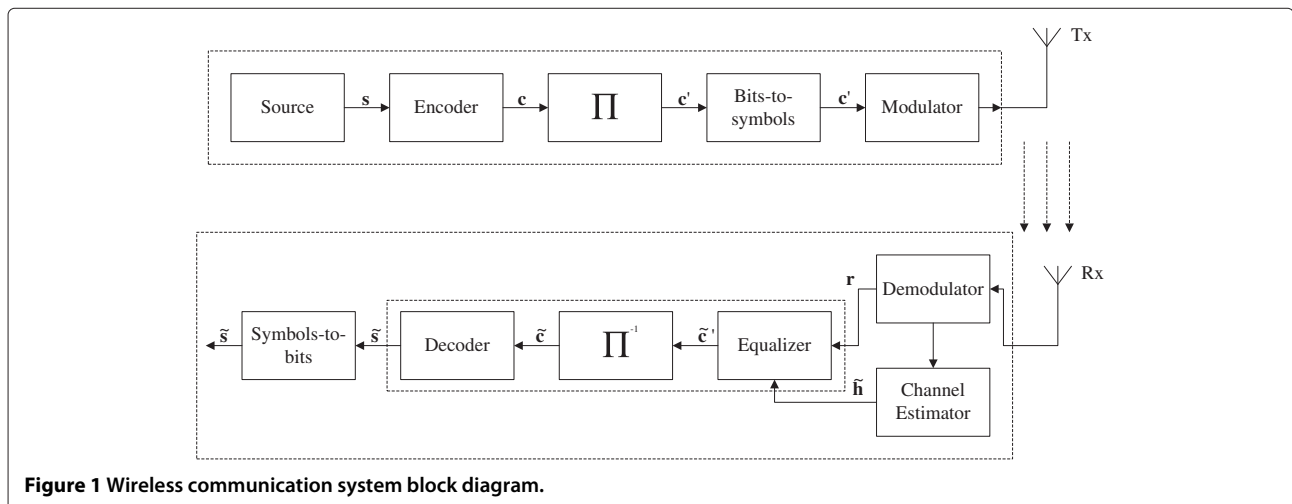 Tx
Source
s
Encoder
c
∏
c'
Bits-to-
symbols
c'
Modulator
Rx
r
Demodulator
s̃
Symbols-to-
bits
s̃
Decoder
c̃
∏⁻¹
c̃'
Equalizer
h̃
Channel
Estimator
Figure 1 Wireless communication system block diagram.